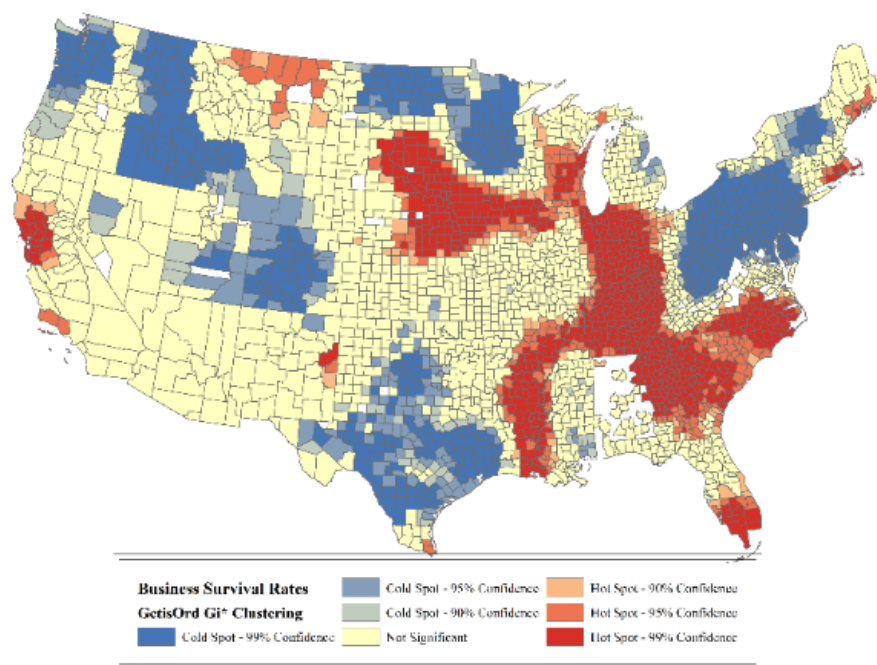 Business Survival Rates
Cold Spot - 95% Confidence
Hot Spot - 90% Confidence
GetisOrd Gi* Clustering
Cold Spot - 90% Confidence
Hot Spot - 95% Confidence
Cold Spot - 99% Confidence
Not Significant
Hot Spot - 99% Confidence